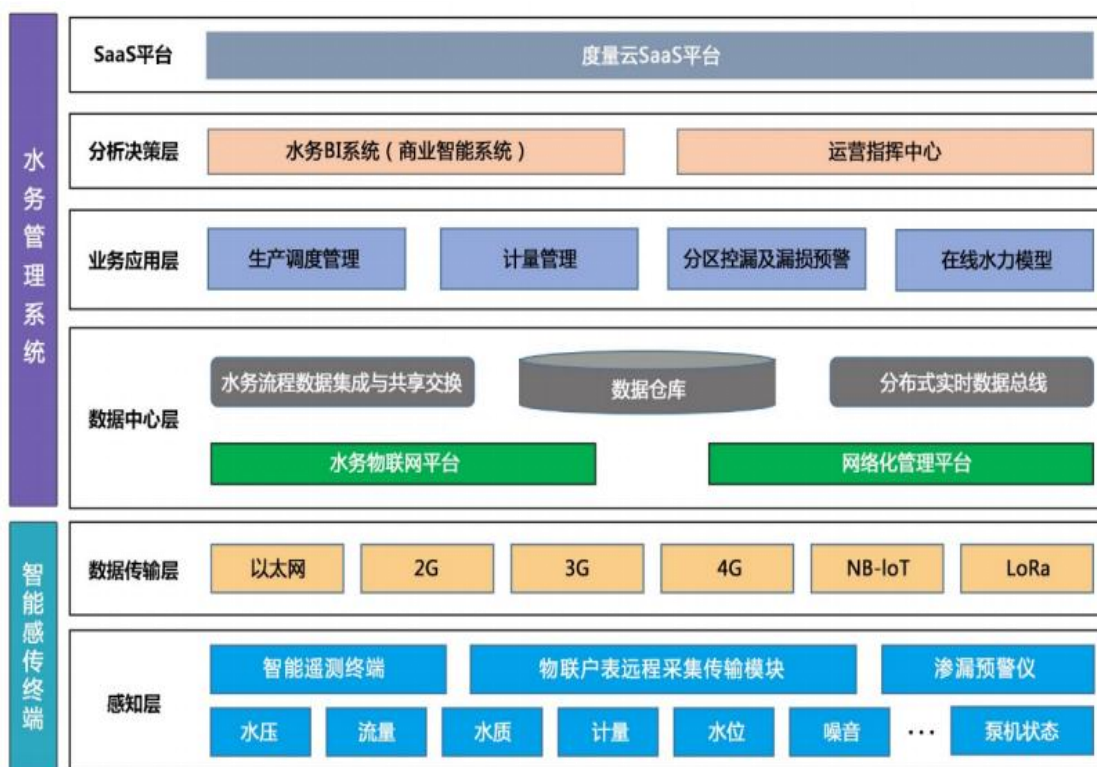 水务管理系统
SaaS平台
度量云SaaS平台
分析决策层
水务BI系统（商业智能系统）
运营指挥中心
业务应用层
生产调度管理
计量管理
分区控漏及漏损预警
在线水力模型
数据中心层
水务流程数据集成与共享交换
数据仓库
分布式实时数据总线
水务物联网平台
网络化管理平台
智能感传终端
数据传输层
以太网
2G
3G
4G
NB-IoT
LoRa
感知层
智能遥测终端
物联户表远程采集传输模块
渗漏预警仪
水压
流量
水质
计量
水位
噪音
···
泵机状态